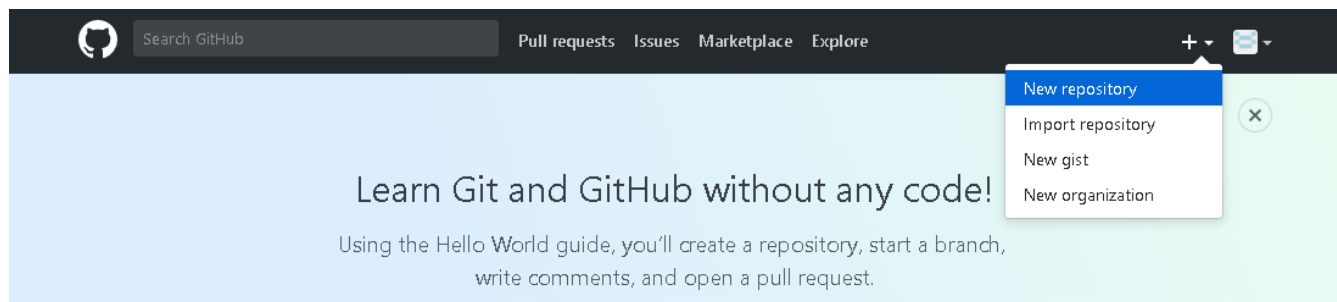 Search GitHub
Pull requests Issues Marketplace Explore
New repository
Import repository
New gist
New organization
Learn Git and GitHub without any code!
Using the Hello World guide, you’ll create a repository, start a branch,
write comments, and open a pull request.